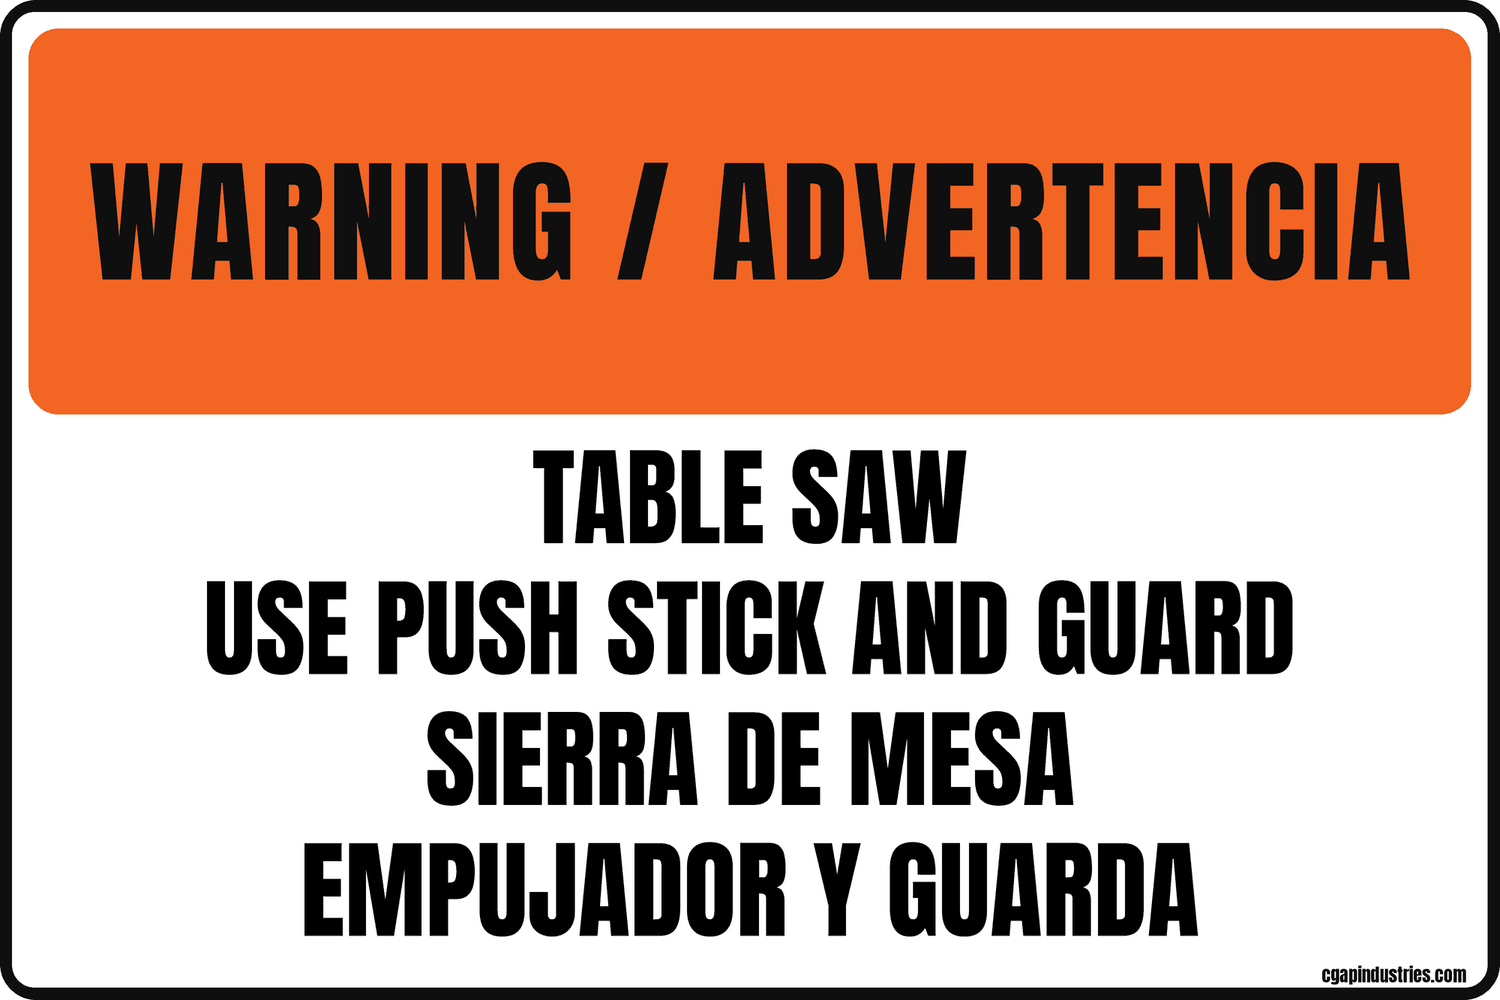 WARNING / ADVERTENCIA
TABLE SAW
USE PUSH STICK AND GUARD
SIERRA DE MESA
EMPUJADOR Y GUARDA
cgapindustries.com